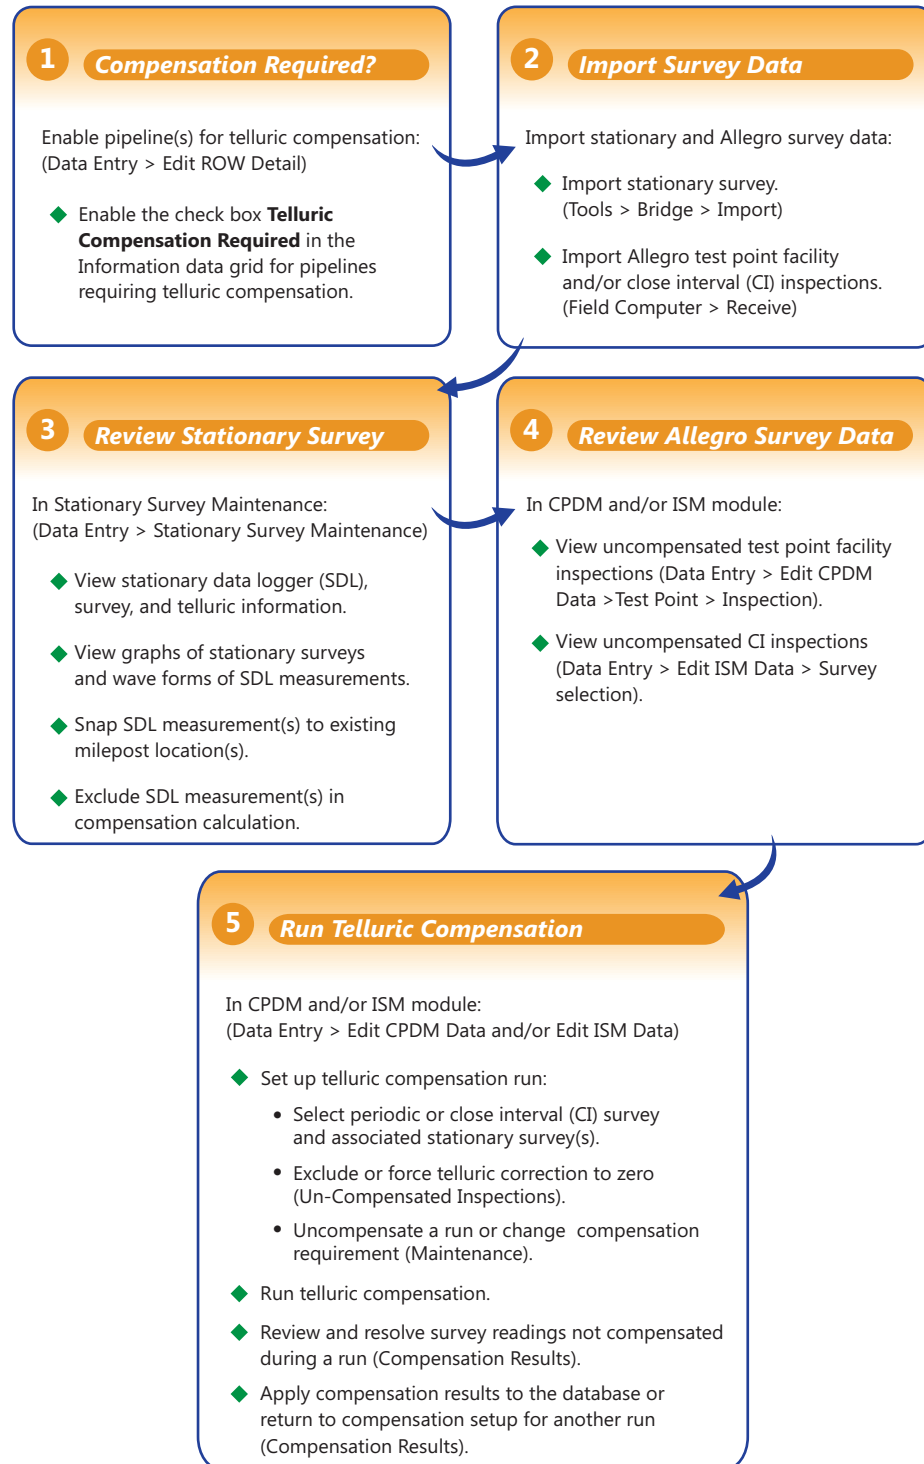 1
Compensation Required?
Enable pipeline(s) for telluric compensation:
(Data Entry > Edit ROW Detail)
Enable the check box Telluric
Compensation Required in the
Information data grid for pipelines
requiring telluric compensation.
2
Import Survey Data
Import stationary and Allegro survey data:
Import stationary survey.
(Tools > Bridge > Import)
Import Allegro test point facility
and/or close interval (CI) inspections.
(Field Computer > Receive)
3
Review Stationary Survey
In Stationary Survey Maintenance:
(Data Entry > Stationary Survey Maintenance)
View stationary data logger (SDL),
survey, and telluric information.
View graphs of stationary surveys
and wave forms of SDL measurements.
Snap SDL measurement(s) to existing
milepost location(s).
Exclude SDL measurement(s) in
compensation calculation.
4
Review Allegro Survey Data
In CPDM and/or ISM module:
View uncompensated test point facility
inspections (Data Entry > Edit CPDM
Data >Test Point > Inspection).
View uncompensated CI inspections
(Data Entry > Edit ISM Data > Survey
selection).
5
Run Telluric Compensation
In CPDM and/or ISM module:
(Data Entry > Edit CPDM Data and/or Edit ISM Data)
Set up telluric compensation run:
• Select periodic or close interval (CI) survey
and associated stationary survey(s).
• Exclude or force telluric correction to zero
(Un-Compensated Inspections).
• Uncompensate a run or change  compensation
requirement (Maintenance).
Run telluric compensation.
Review and resolve survey readings not compensated
during a run (Compensation Results).
Apply compensation results to the database or
return to compensation setup for another run
(Compensation Results).